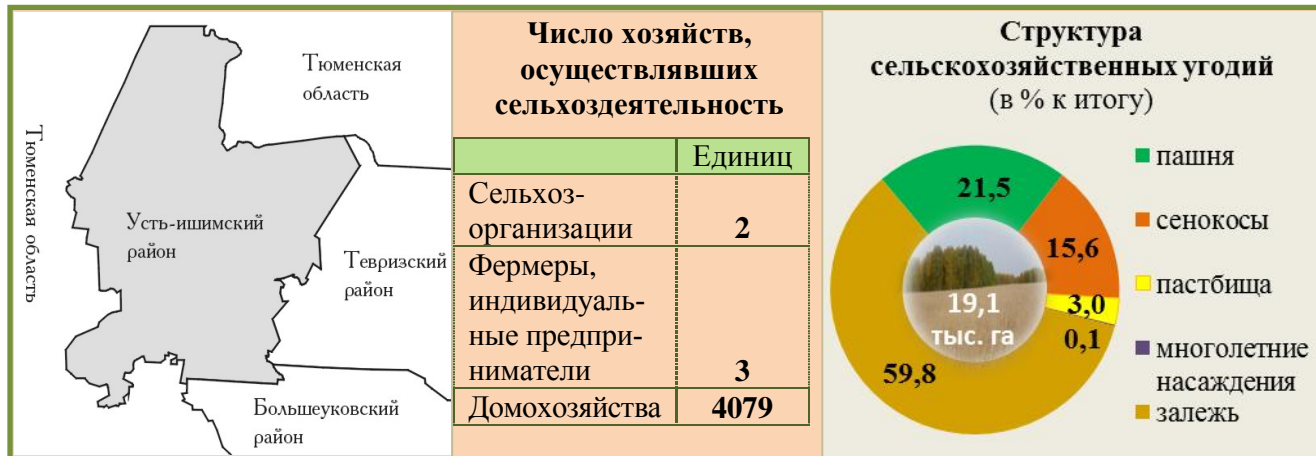 Тюменская
область
Тюменская область
Усть-ишимский
район
Тевризский
район
Большеуковский
район
Число хозяйств,
осуществлявших
сельхоздеятельность
Единиц
Сельхоз-
организации 2
Фермеры,
индивидуаль-
ные предпри-
ниматели 3
Домохозяйства 4079
Структура
сельскохозяйственных угодий
(в % к итогу)
21,5
15,6
3,0
0,1
59,8
19,1
тыс. га
пашня
сенокосы
пастбища
многолетние
насаждения
залежь